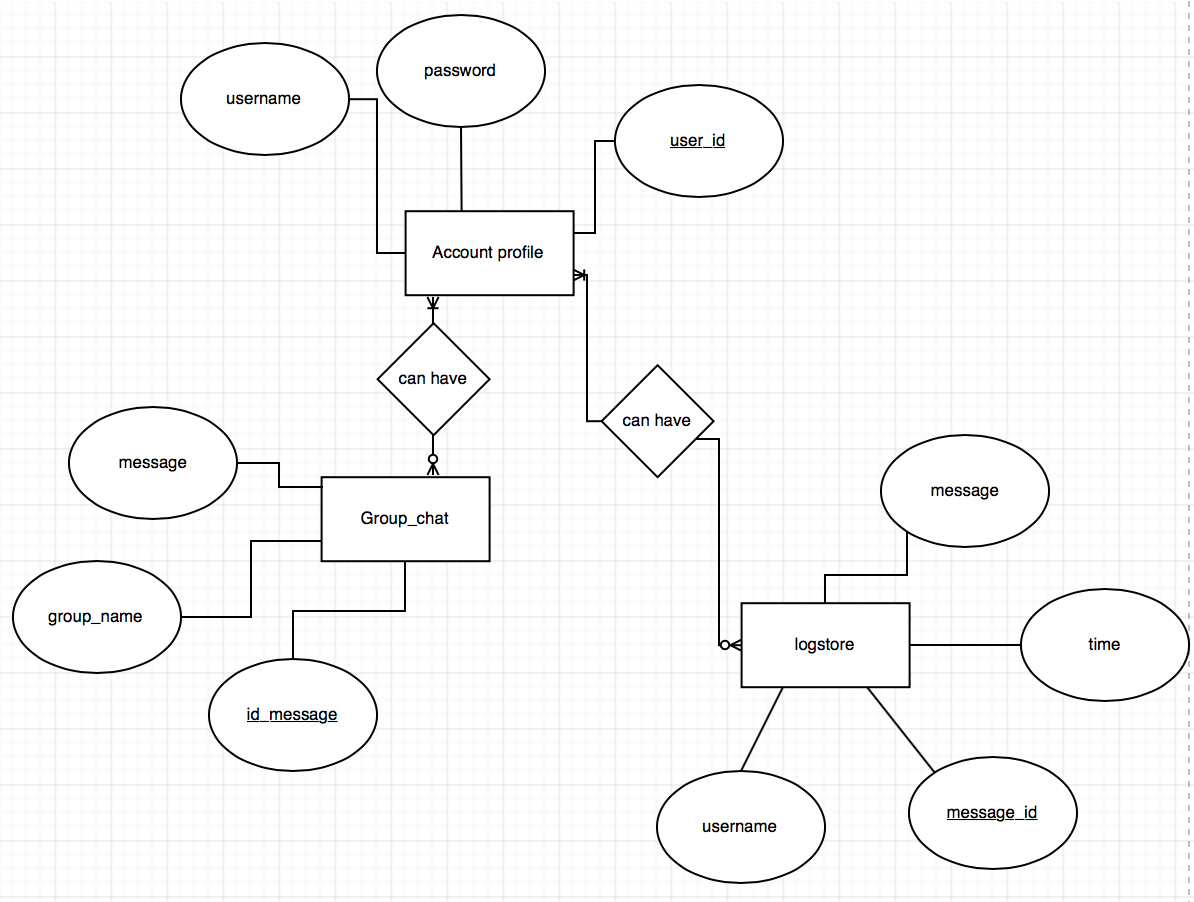 password
username
user_id
Account profile
can have
can have
message
message
Group_chat
group_name
logstore
time
id_message
message_id
username